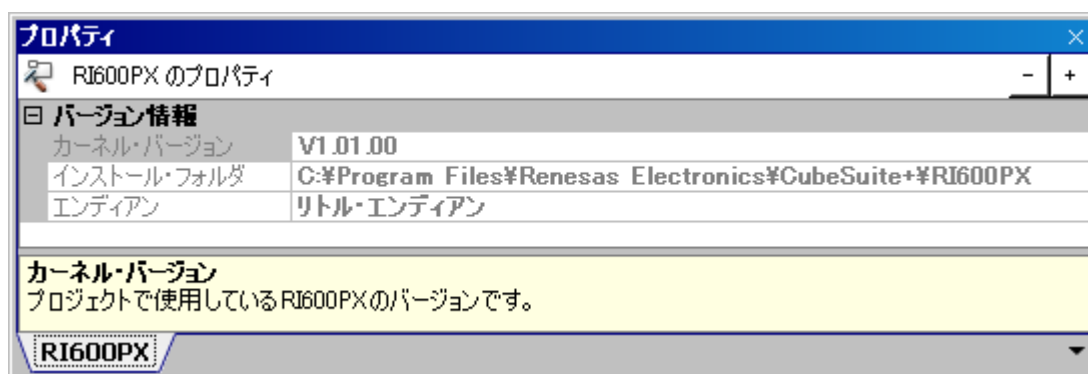 プロパティ
RI600PX のプロパティ
バージョン情報
カーネル・バージョン V1.01.00
インストール・フォルダ C:¥Program Files¥Renesas Electronics¥CubeSuite+¥RI600PX
エンディアン リトル・エンディアン
カーネル・バージョン
プロジェクトで使用しているRI600PXのバージョンです。
RI600PX